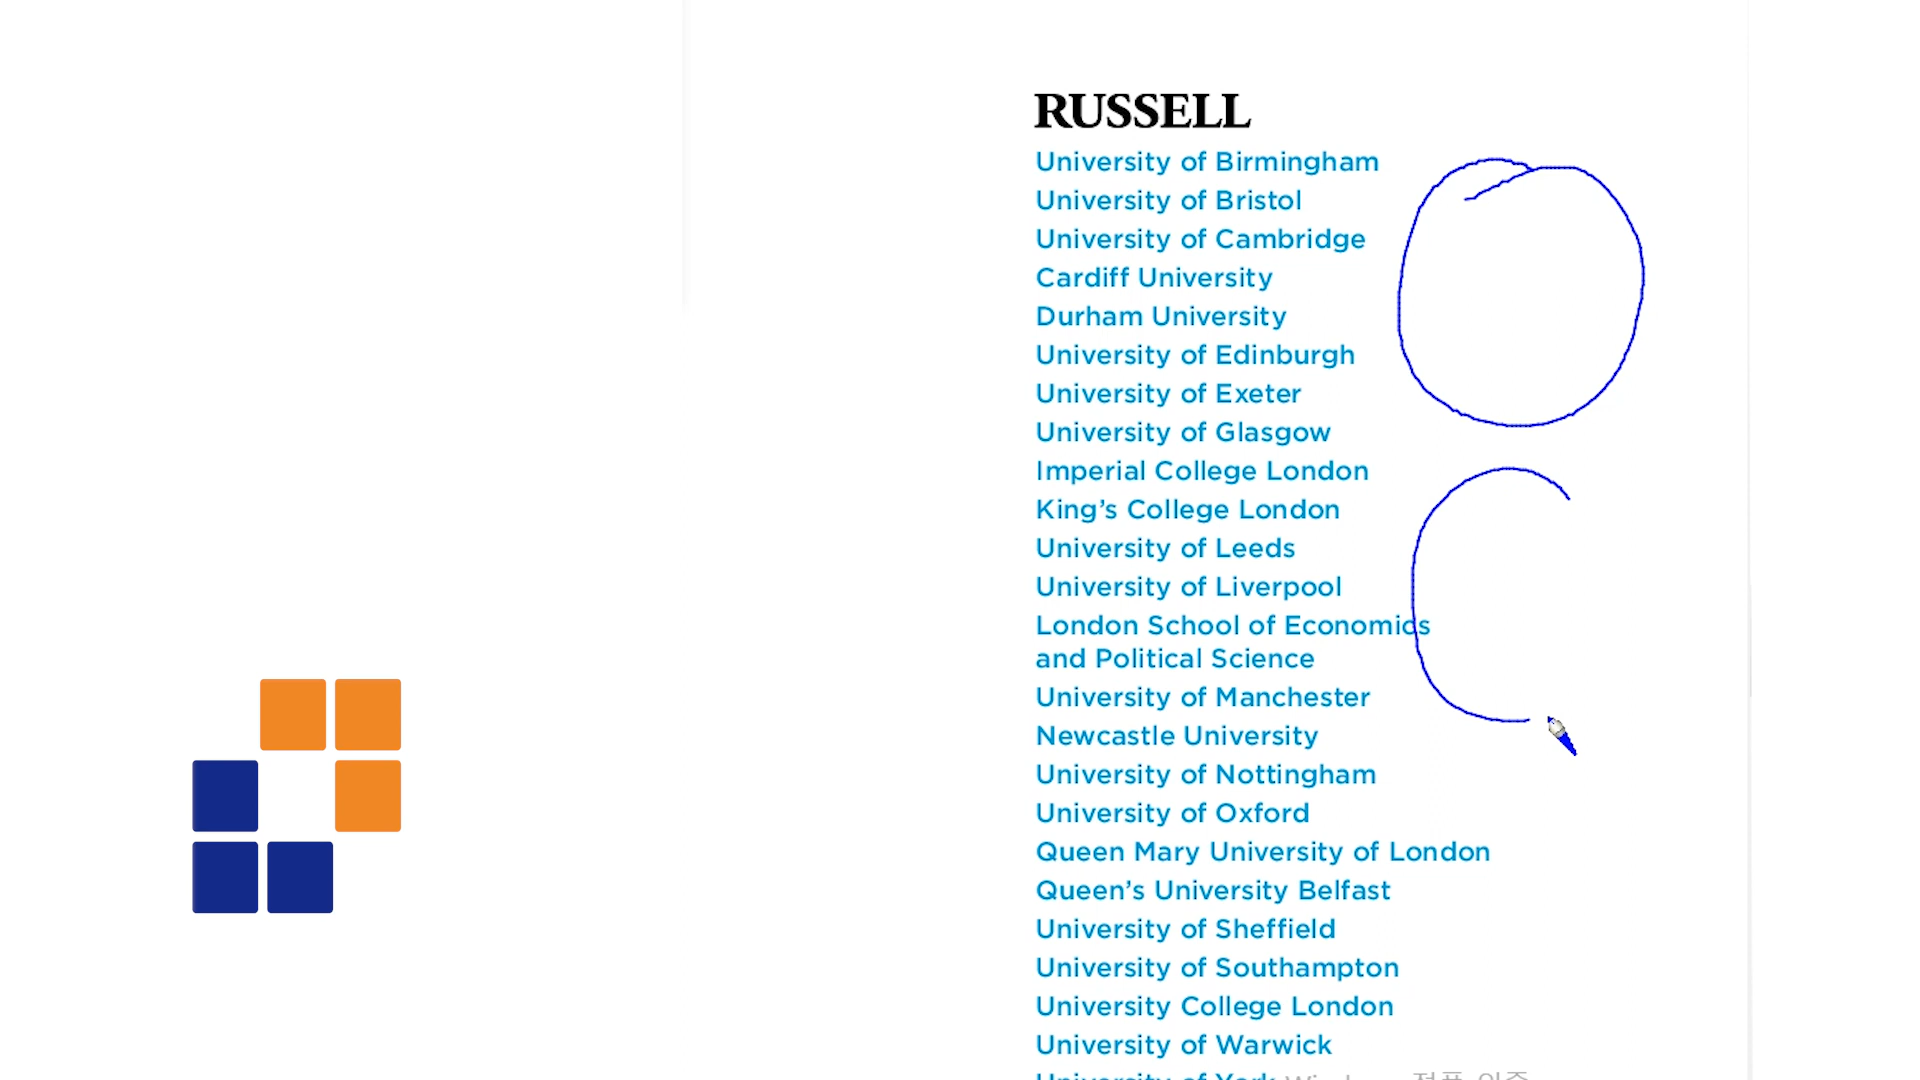 RUSSELL
University of Birmingham
University of Bristol
University of Cambridge
Cardiff University
Durham University
University of Edinburgh
University of Exeter
University of Glasgow
Imperial College London
King’s College London
University of Leeds
University of Liverpool
London School of Economics
and Political Science
University of Manchester
Newcastle University
University of Nottingham
University of Oxford
Queen Mary University of London
Queen’s University Belfast
University of Sheffield
University of Southampton
University College London
University of Warwick
University of York